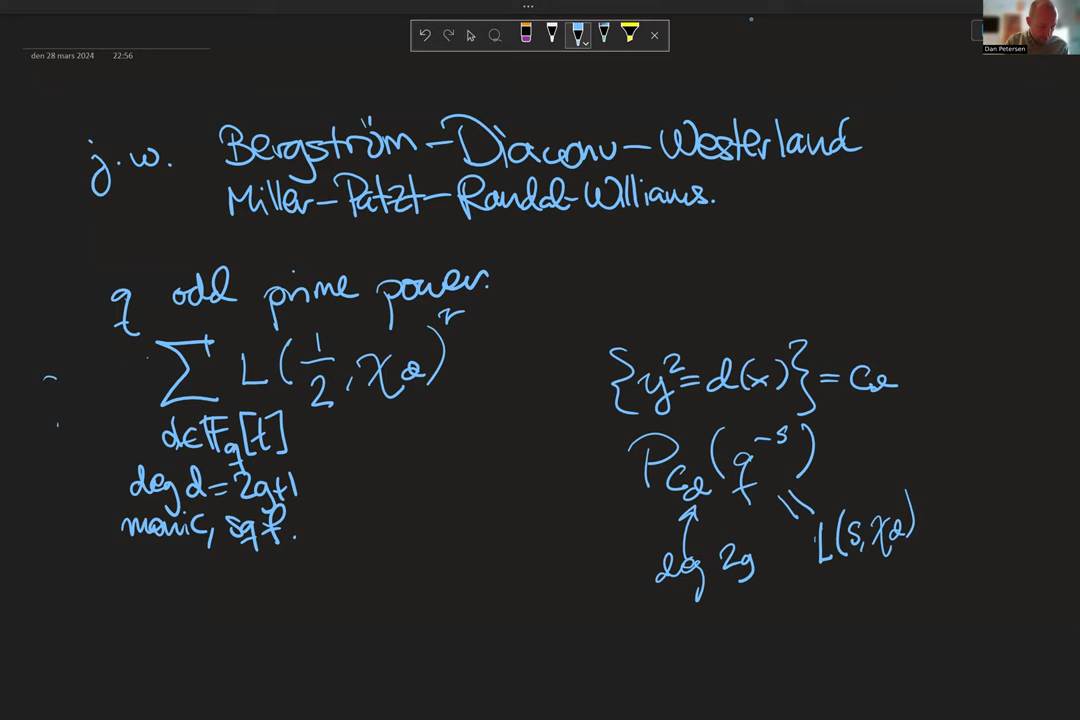 den 28 mars 2024 22:56
Dan Petersen
j.w. Bergström–Diaconu–Westerland
Miller–Patzt–Randal-Williams.
q odd prime power.
∑ L(1/2, χ_d)^r
d∈𝔽_q[t]
deg d = 2g+1
monic, sq f.
{y² = d(x)} = C_d
P_{C_d}(q^{-s})
||
L(s, χ_d)
↑
deg 2g